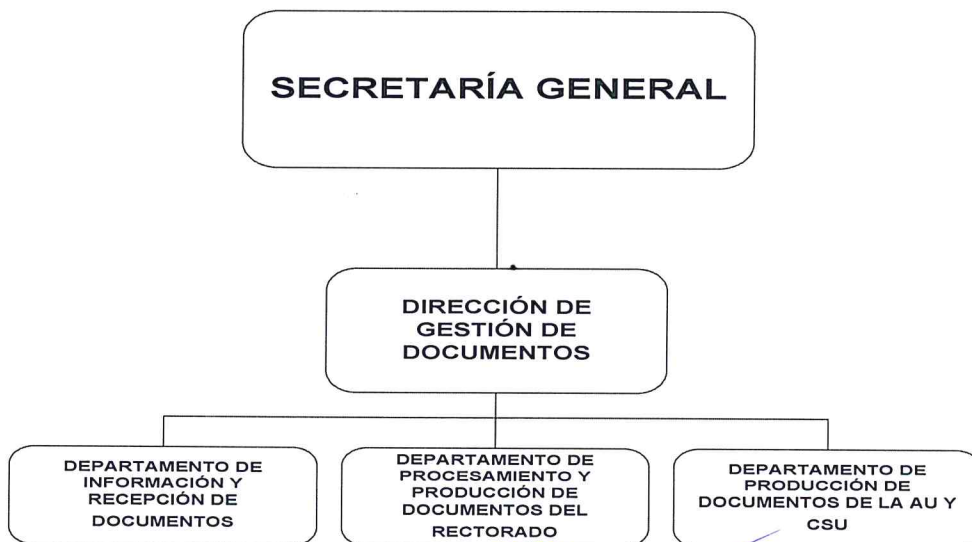 SECRETARÍA GENERAL
DIRECCIÓN DE
GESTIÓN DE
DOCUMENTOS
DEPARTAMENTO DE
INFORMACIÓN Y
RECEPCIÓN DE
DOCUMENTOS
DEPARTAMENTO DE
PROCESAMIENTO Y
PRODUCCIÓN DE
DOCUMENTOS DEL
RECTORADO
DEPARTAMENTO DE
PRODUCCIÓN DE
DOCUMENTOS DE LA AU Y
CSU